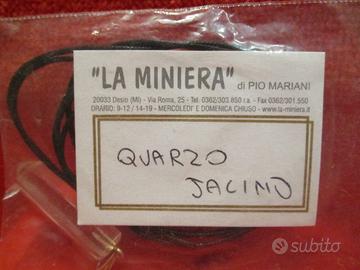 "LA MINIERA" di PIO MARIANI
20033 Desio (MI) - Via Roma, 25 - Tel. 0362/303.850 r.a. - Fax 0362/301.550
ORARIO: 9-12 / 14-19 - MERCOLEDI' E DOMENICA CHIUSO - www.la-miniera.it
QUARZO
JACINO
subito